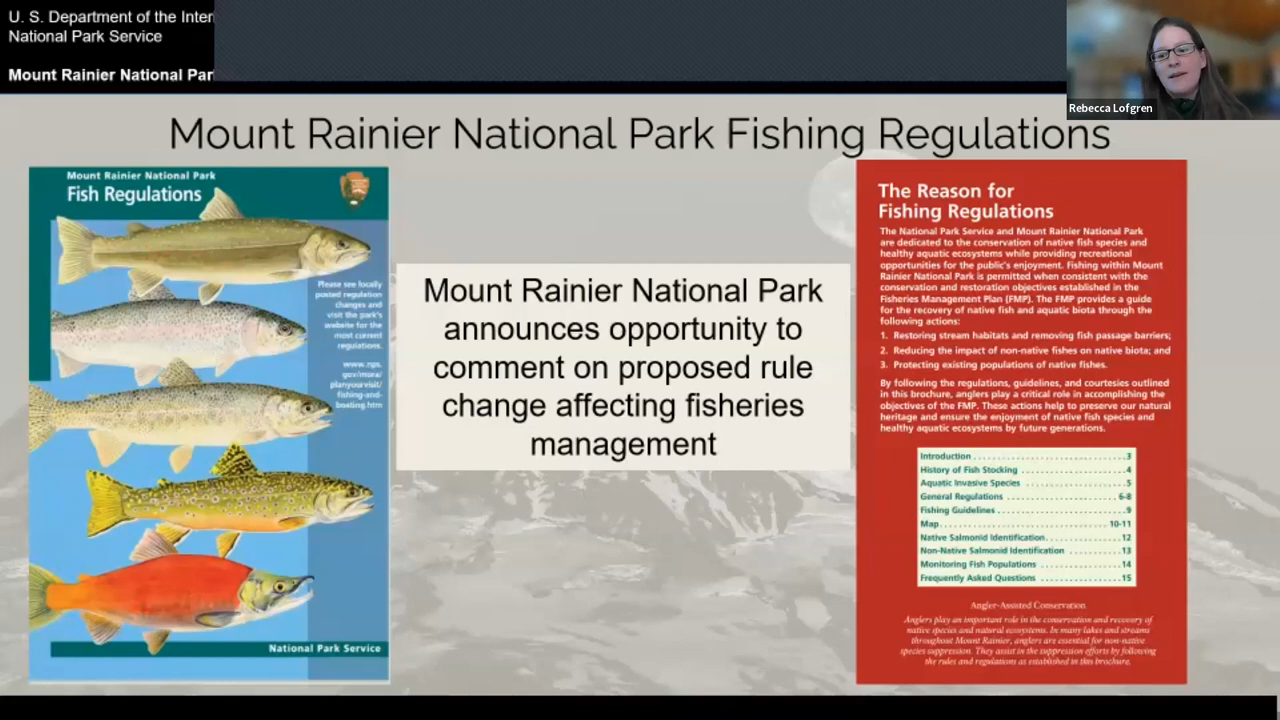 U. S. Department of the Inter
National Park Service
Mount Rainier National Par
Rebecca Lofgren
Mount Rainier National Park Fishing Regulations
Mount Rainier National Park
Fish Regulations
Please see locally
posted regulation
changes and
visit the park's
website for the
most current
regulations.
www.nps.
gov/mora/
planyourvisit/
fishing-and-
boating.htm
National Park Service
Mount Rainier National Park
announces opportunity to
comment on proposed rule
change affecting fisheries
management
The Reason for
Fishing Regulations
The National Park Service and Mount Rainier National Park
are dedicated to the conservation of native fish species and
healthy aquatic ecosystems while providing recreational
opportunities for the public's enjoyment. Fishing within Mount
Rainier National Park is permitted when consistent with the
conservation and restoration objectives established in the
Fisheries Management Plan (FMP). The FMP provides a guide
for the recovery of native fish and aquatic biota through the
following actions:
1. Restoring stream habitats and removing fish passage barriers;
2. Reducing the impact of non-native fishes on native biota; and
3. Protecting existing populations of native fishes.
By following the regulations, guidelines, and courtesies outlined
in this brochure, anglers play a critical role in accomplishing the
objectives of the FMP. These actions help to preserve our natural
heritage and ensure the enjoyment of native fish species and
healthy aquatic ecosystems by future generations.
Introduction . . . . . . . . . . . . . . . . . . . . . . . . . . . . . 3
History of Fish Stocking . . . . . . . . . . . . . . . . . . . . 4
Aquatic Invasive Species . . . . . . . . . . . . . . . . . . . 5
General Regulations . . . . . . . . . . . . . . . . . . . . . 6-8
Fishing Guidelines . . . . . . . . . . . . . . . . . . . . . . . . 9
Map . . . . . . . . . . . . . . . . . . . . . . . . . . . . . . . . 10-11
Native Salmonid Identification . . . . . . . . . . . . . . 12
Non-Native Salmonid Identification . . . . . . . . . . 13
Monitoring Fish Populations . . . . . . . . . . . . . . . . 14
Frequently Asked Questions . . . . . . . . . . . . . . . . 15
Angler-Assisted Conservation
Anglers play an important role in the conservation and recovery of
native species and natural ecosystems. In many lakes and streams
throughout Mount Rainier, anglers are essential for non-native
species suppression. They assist in the suppression efforts by following
the rules and regulations as established in this brochure.